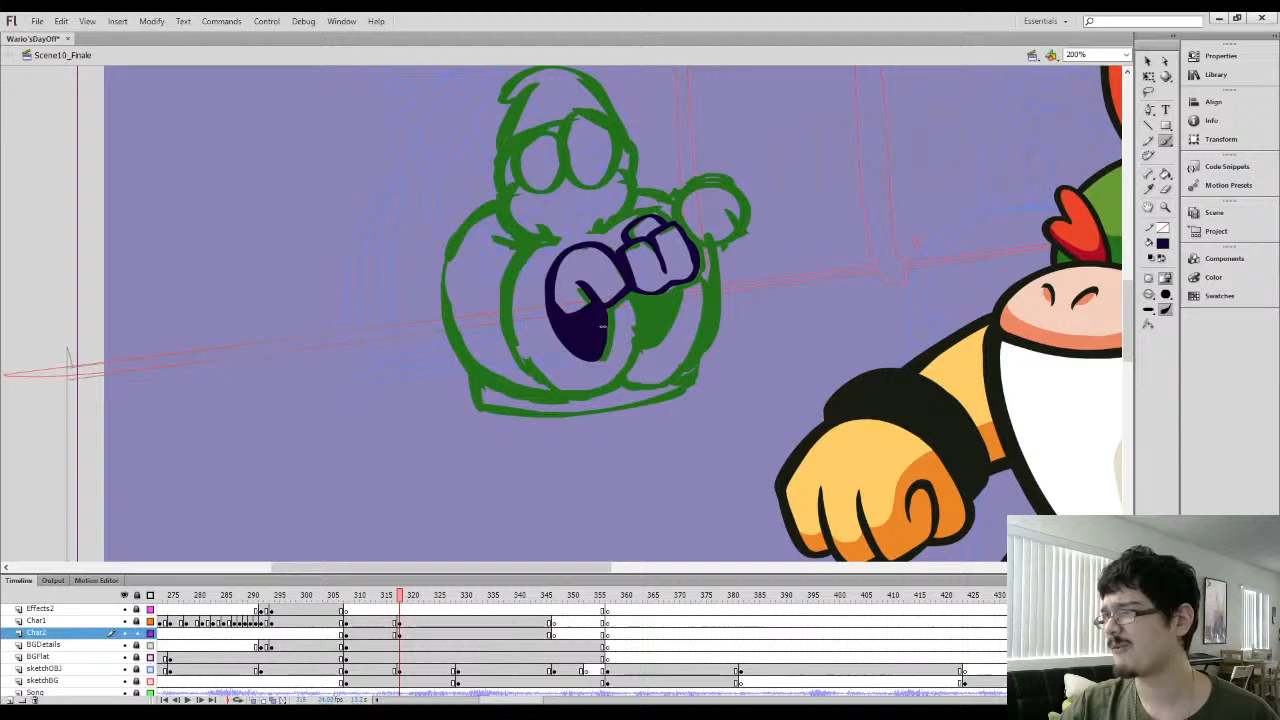 Fl File Edit View Insert Modify Text Commands Control Debug Window Help Essentials
Wario'sDayOff*
Scene10_Finale 200%
Properties
Library
Align
Info
Transform
Code Snippets
Motion Presets
Scene
Project
Components
Color
Swatches
Timeline Output Motion Editor
275 280 285 290 295 300 305 310 315 320 325 330 335 340 345 350 355 360 365 370 375 380 385 390 395 400 405 410 415 420 425
Effects2
Char1
Char2
BGDetails
BGFlat
sketchOBJ
sketchBG
Song